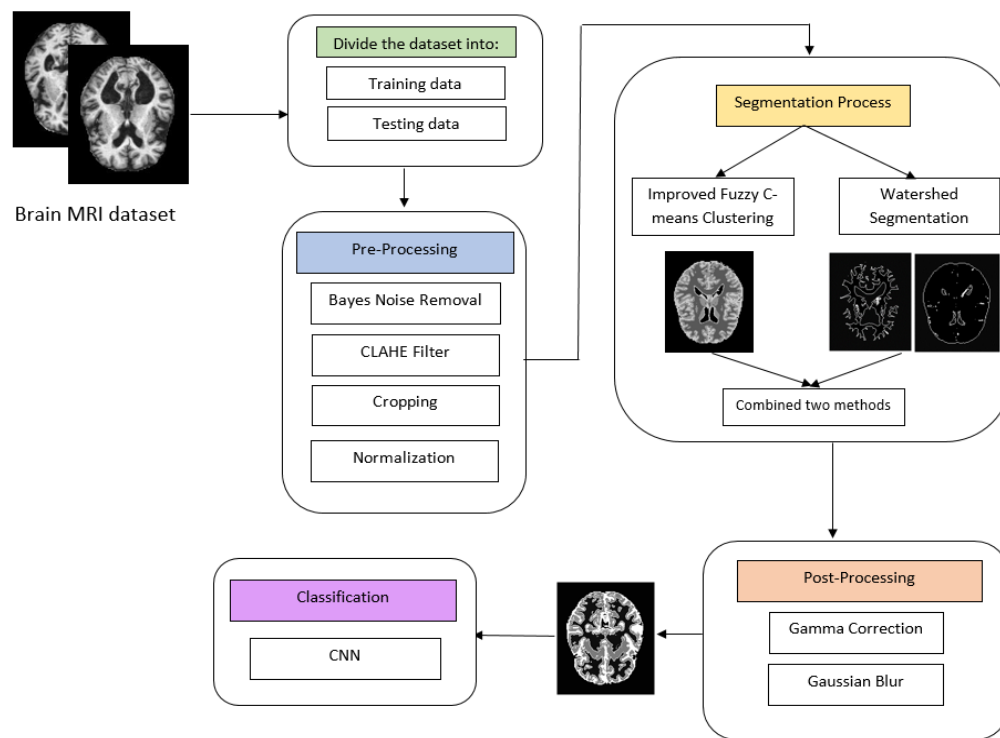 Brain MRI dataset
Divide the dataset into:
Training data
Testing data
Pre-Processing
Bayes Noise Removal
CLAHE Filter
Cropping
Normalization
Segmentation Process
Improved Fuzzy C-
means Clustering
Watershed
Segmentation
Combined two methods
Post-Processing
Gamma Correction
Gaussian Blur
Classification
CNN